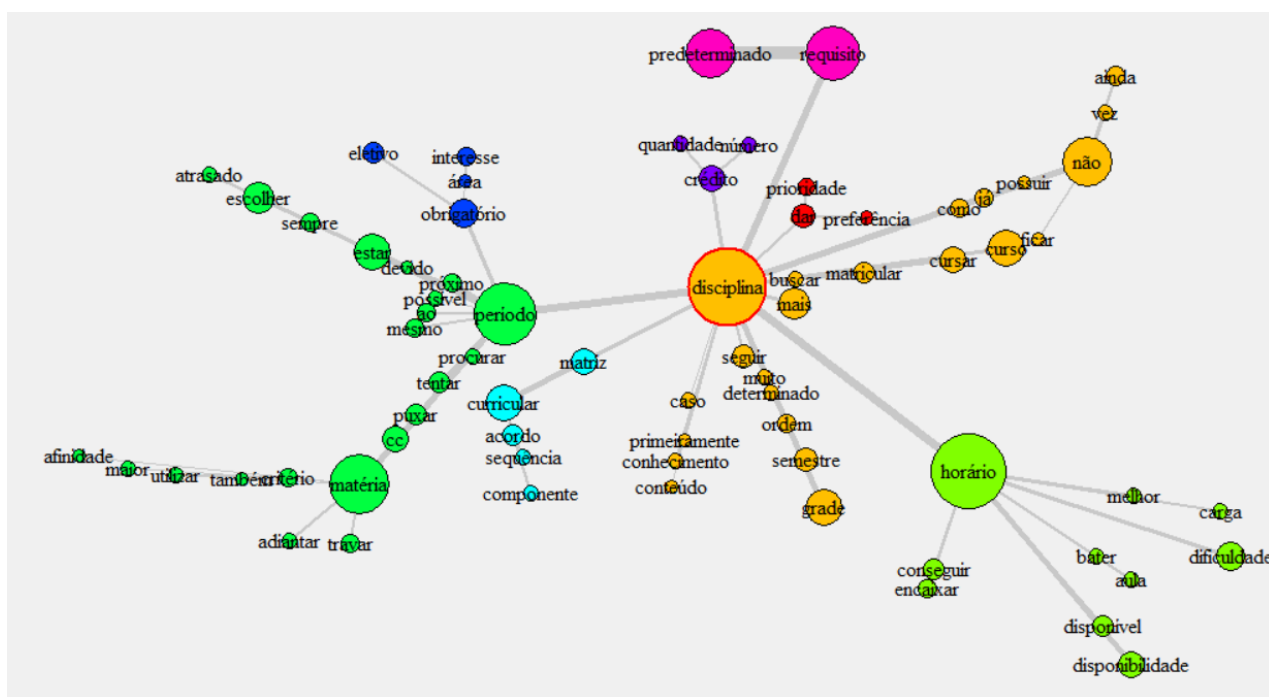 predeterminado
requisito
ainda
vez
quantidade
número
não
eletivo
interesse
atrasado
área
crédito
prioridade
possuir
escolher
já
obrigatório
dar
preferência
como
sempre
ficar
estar
curso
devido
cursar
próximo
buscar
matricular
disciplina
possível
mais
ao
período
mesmo
procurar
matriz
seguir
tentar
muito
determinado
caso
curricular
puxar
ordem
acordo
cc
primeiramente
sequência
conhecimento
semestre
afinidade
maior
utilizar
também
critério
matéria
horário
conteúdo
componente
melhor
grade
carga
adiantar
travar
bater
dificuldade
conseguir
aula
encaixar
disponível
disponibilidade